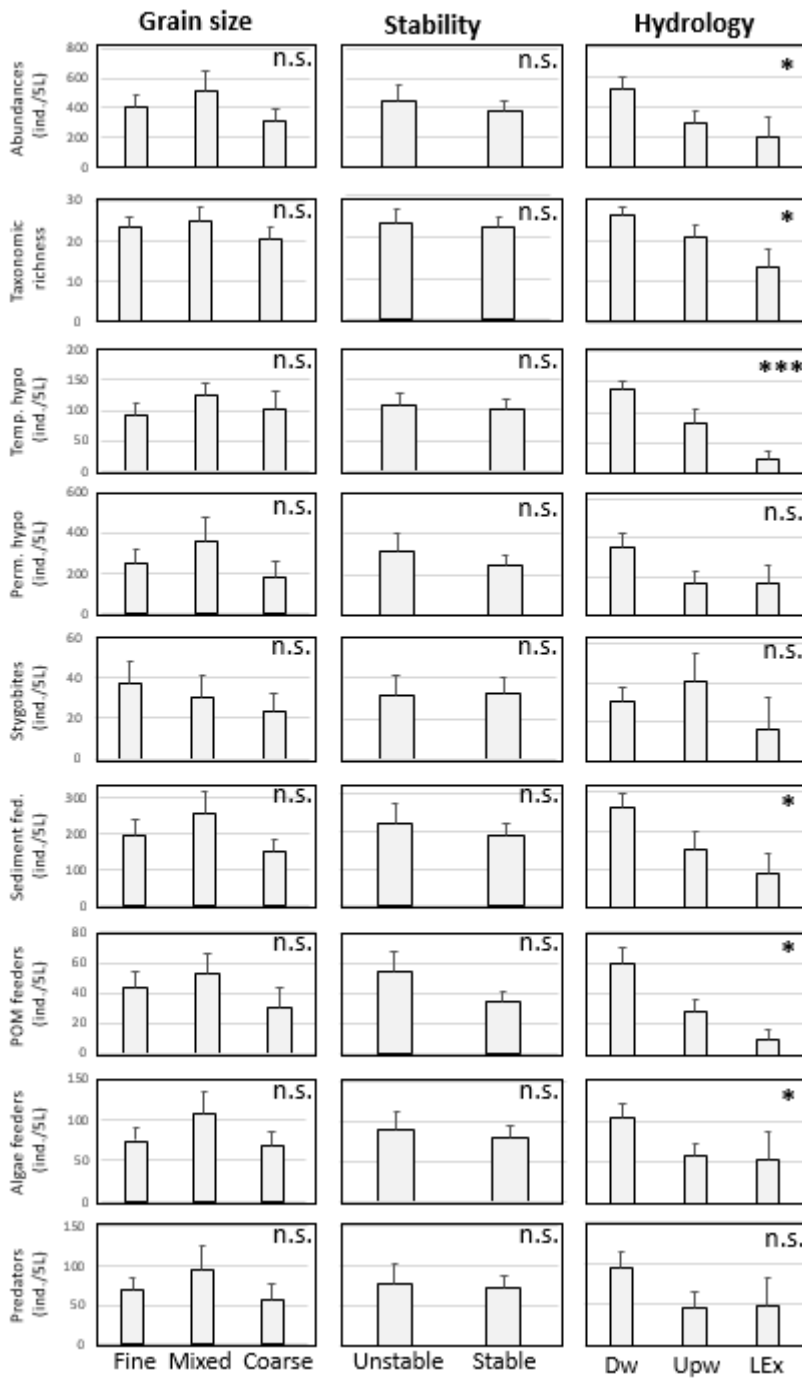 Grain size Stability Hydrology
Abundances
(ind./5L)
800
600
400
200
0
n.s.
n.s.
*
Taxonomic
richness
30
20
10
0
n.s.
n.s.
*
Temp. hypo
(ind./5L)
200
150
100
50
0
n.s.
n.s.
***
Perm. hypo
(ind./5L)
600
400
200
0
n.s.
n.s.
n.s.
Stygobites
(ind./5L)
60
40
20
0
n.s.
n.s.
n.s.
Sediment fed.
(ind./5L)
300
200
100
0
n.s.
n.s.
*
POM feeders
(ind./5L)
80
60
40
20
0
n.s.
n.s.
*
Algae feeders
(ind./5L)
150
100
50
0
n.s.
n.s.
*
Predators
(ind./5L)
150
100
50
0
n.s.
n.s.
n.s.
Fine Mixed Coarse Unstable Stable Dw Upw LEx